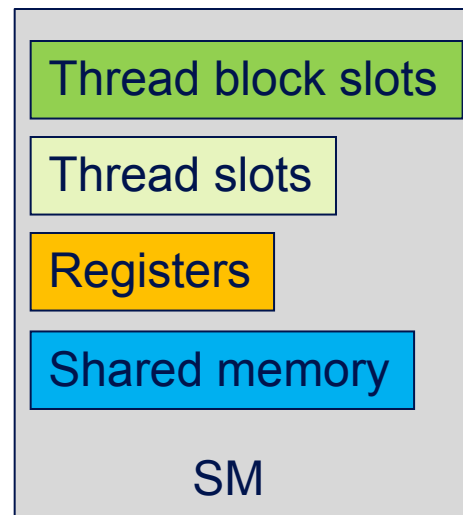 Thread block slots
Thread slots
Registers
Shared memory
SM